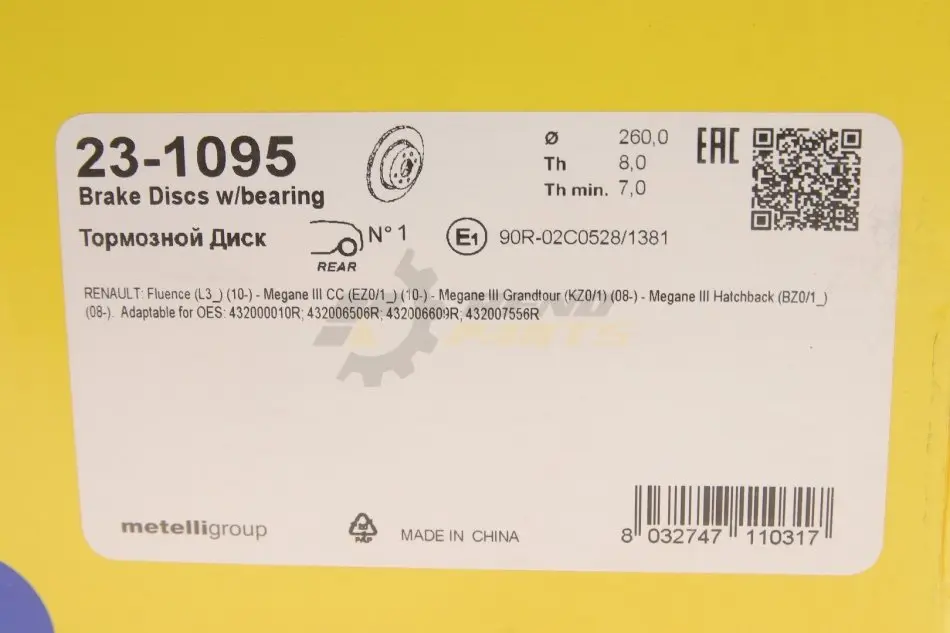 23-1095
Brake Discs w/bearing
Тормозной Диск
N° 1
REAR
Ø 260,0
Th 8,0
Th min. 7,0
EAC
E1 90R-02C0528/1381
RENAULT: Fluence (L3_) (10-) - Megane III CC (EZ0/1_) (10-) - Megane III Grandtour (KZ0/1) (08-) - Megane III Hatchback (BZ0/1_)
(08-). Adaptable for OES: 432000010R; 432006506R; 432006609R; 432007556R
PARTS
metelligroup
PAP
MADE IN CHINA
8 032747 110317